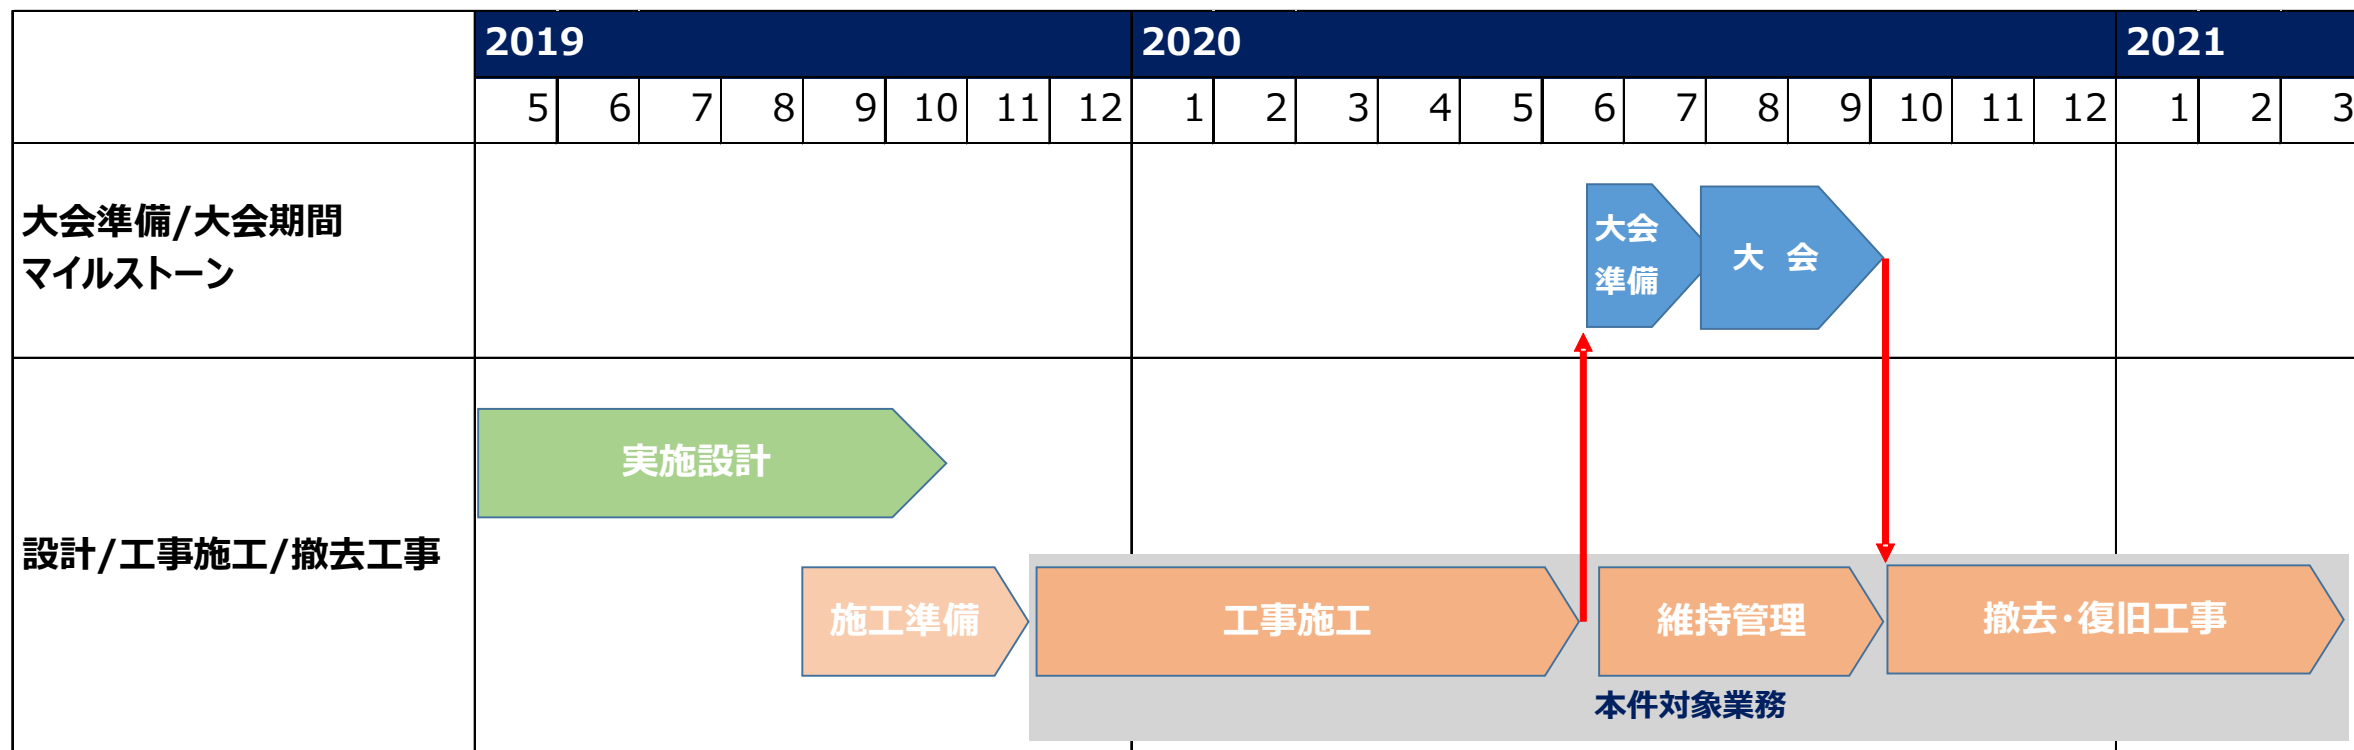 2019 2020 2021
5 6 7 8 9 10 11 12 1 2 3 4 5 6 7 8 9 10 11 12 1 2 3
大会準備/大会期間
マイルストーン
大会
準備
大 会
設計/工事施工/撤去工事
実施設計
施工準備
工事施工
維持管理
撤去・復旧工事
本件対象業務